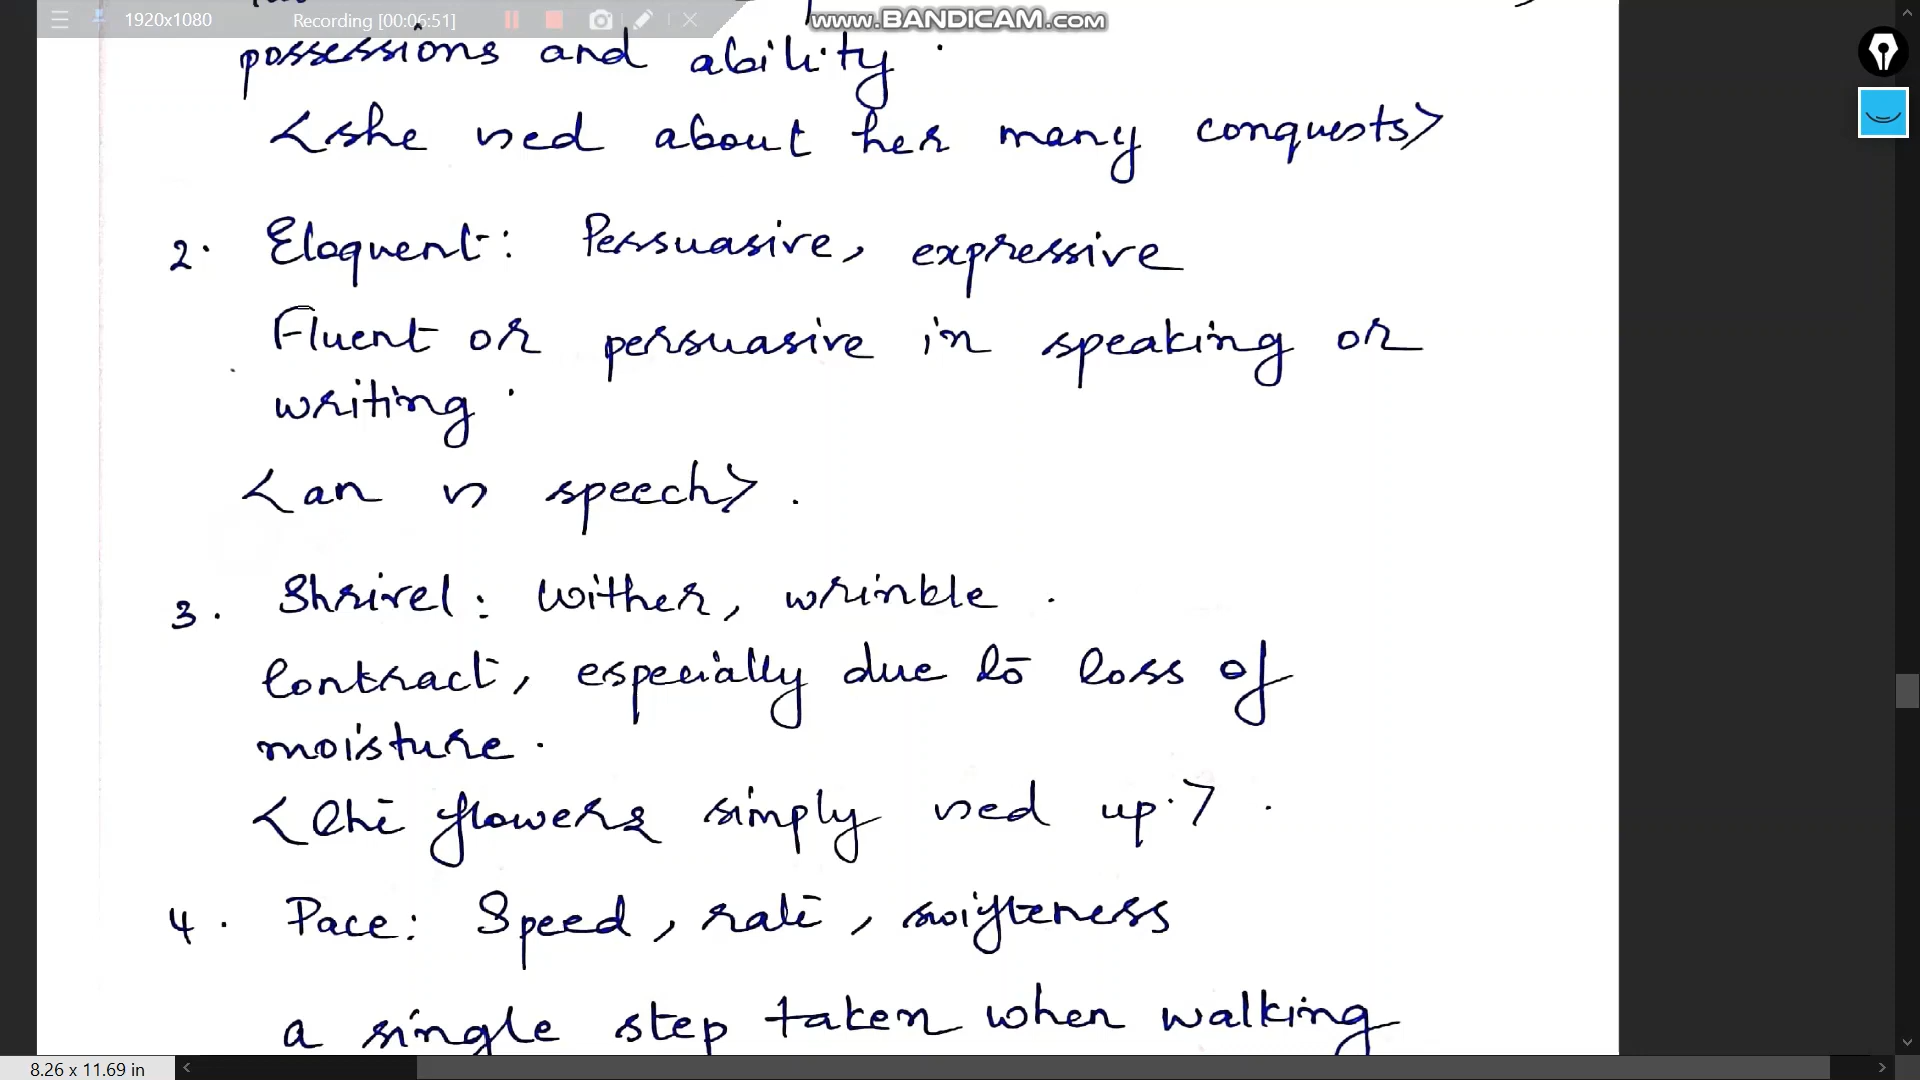 1920x1080 Recording [00:06:51] www.BANDICAM.com
possessions and ability.
<she ~ed about her many conquests>
2. Eloquent: Persuasive, expressive
Fluent or persuasive in speaking or
writing.
<an ~ speech>.
3. Shrivel: Wither, wrinkle.
Contract, especially due to loss of
moisture.
<The flowers simply ~ed up.>.
4. Pace: Speed, rate, swifteness
a single step taken when walking
8.26 x 11.69 in